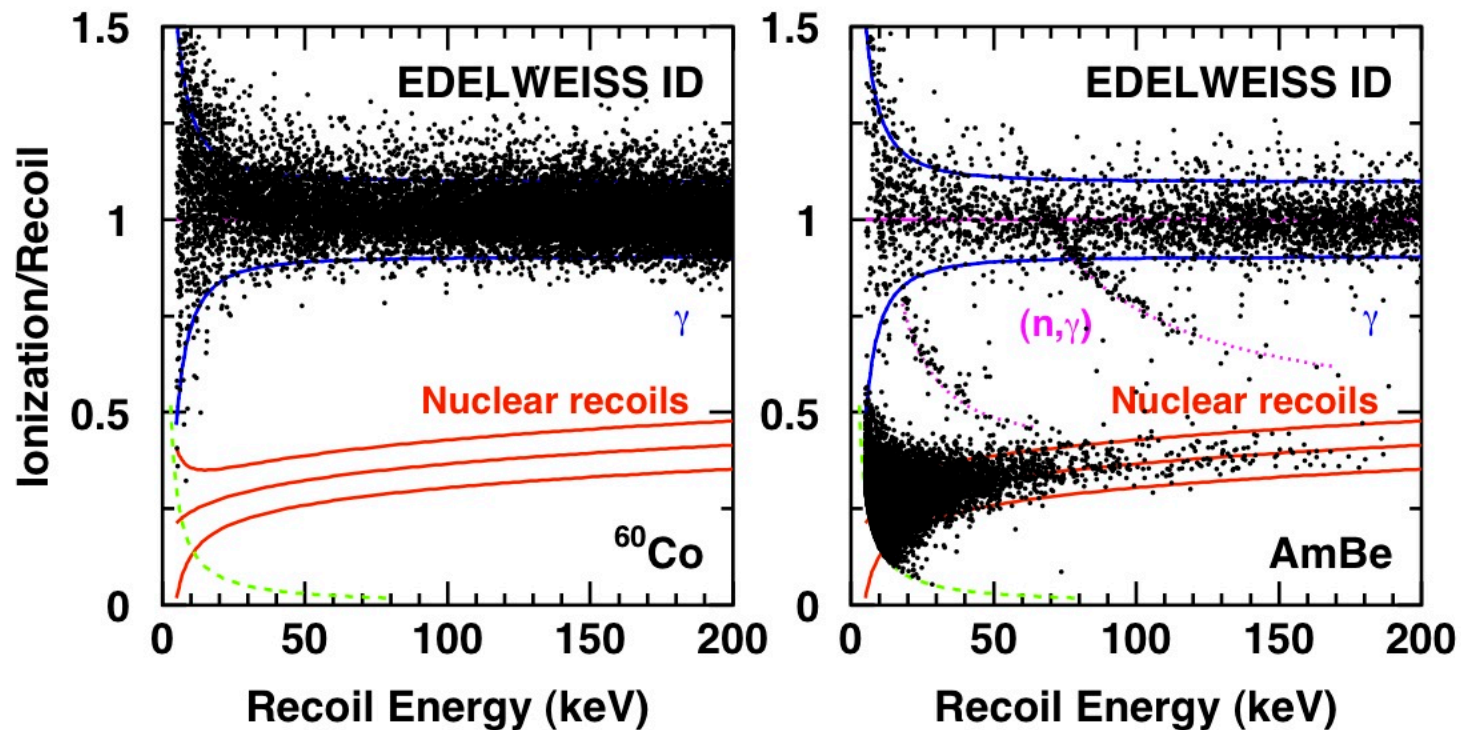 Ionization/Recoil
1.5
1
0.5
0
EDELWEISS ID
γ
Nuclear recoils
⁶⁰Co
0 50 100 150 200
Recoil Energy (keV)
1.5
1
0.5
0
EDELWEISS ID
(n,γ) γ
Nuclear recoils
AmBe
0 50 100 150 200
Recoil Energy (keV)